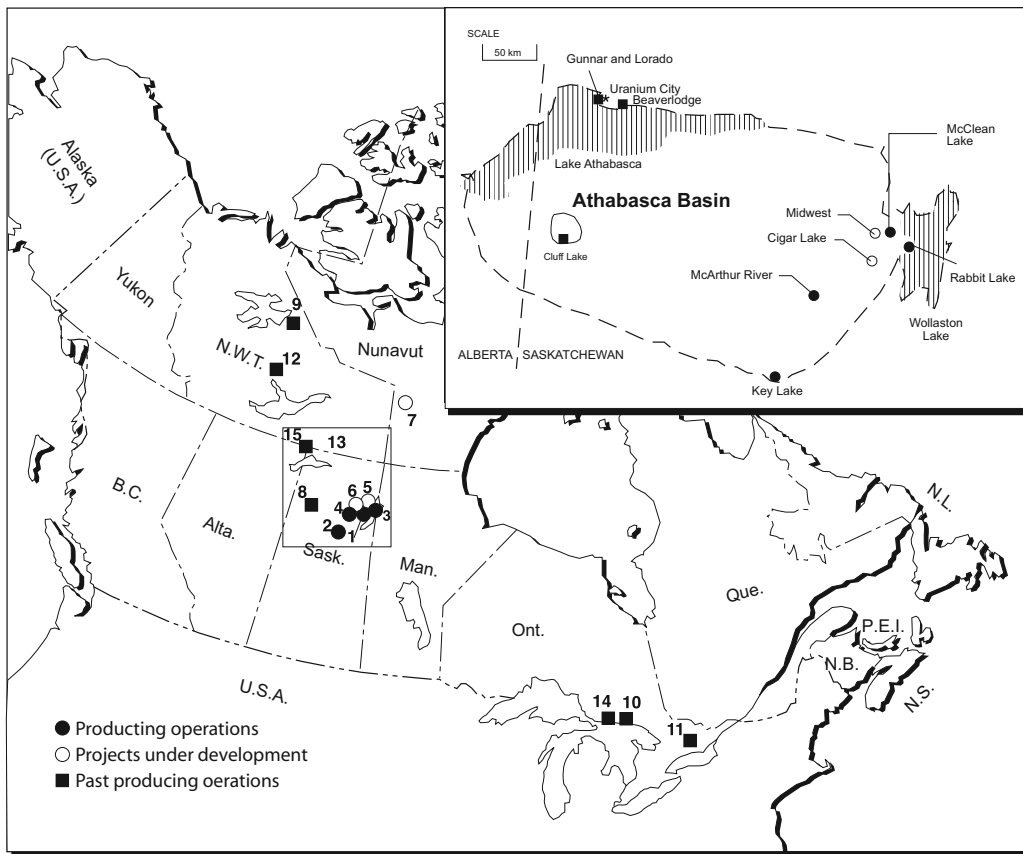 SCALE
50 km
Gunnar and Lorado
Uranium City
*
Beaverlodge
Lake Athabasca
McClean
Lake
Athabasca Basin
Midwest
Cigar Lake
Cluff Lake
McArthur River
Rabbit Lake
Wollaston
Lake
ALBERTA
SASKATCHEWAN
Key Lake
Alaska
(U.S.A.)
Yukon
9
N.W.T.
12
Nunavut
7
15
13
B.C.
Alta.
8
6
5
4
3
2
1
Sask.
Man.
Ont.
Que.
N.L.
P.E.I.
N.B.
N.S.
U.S.A.
14
10
11
Producting operations
Projects under development
Past producing oerations